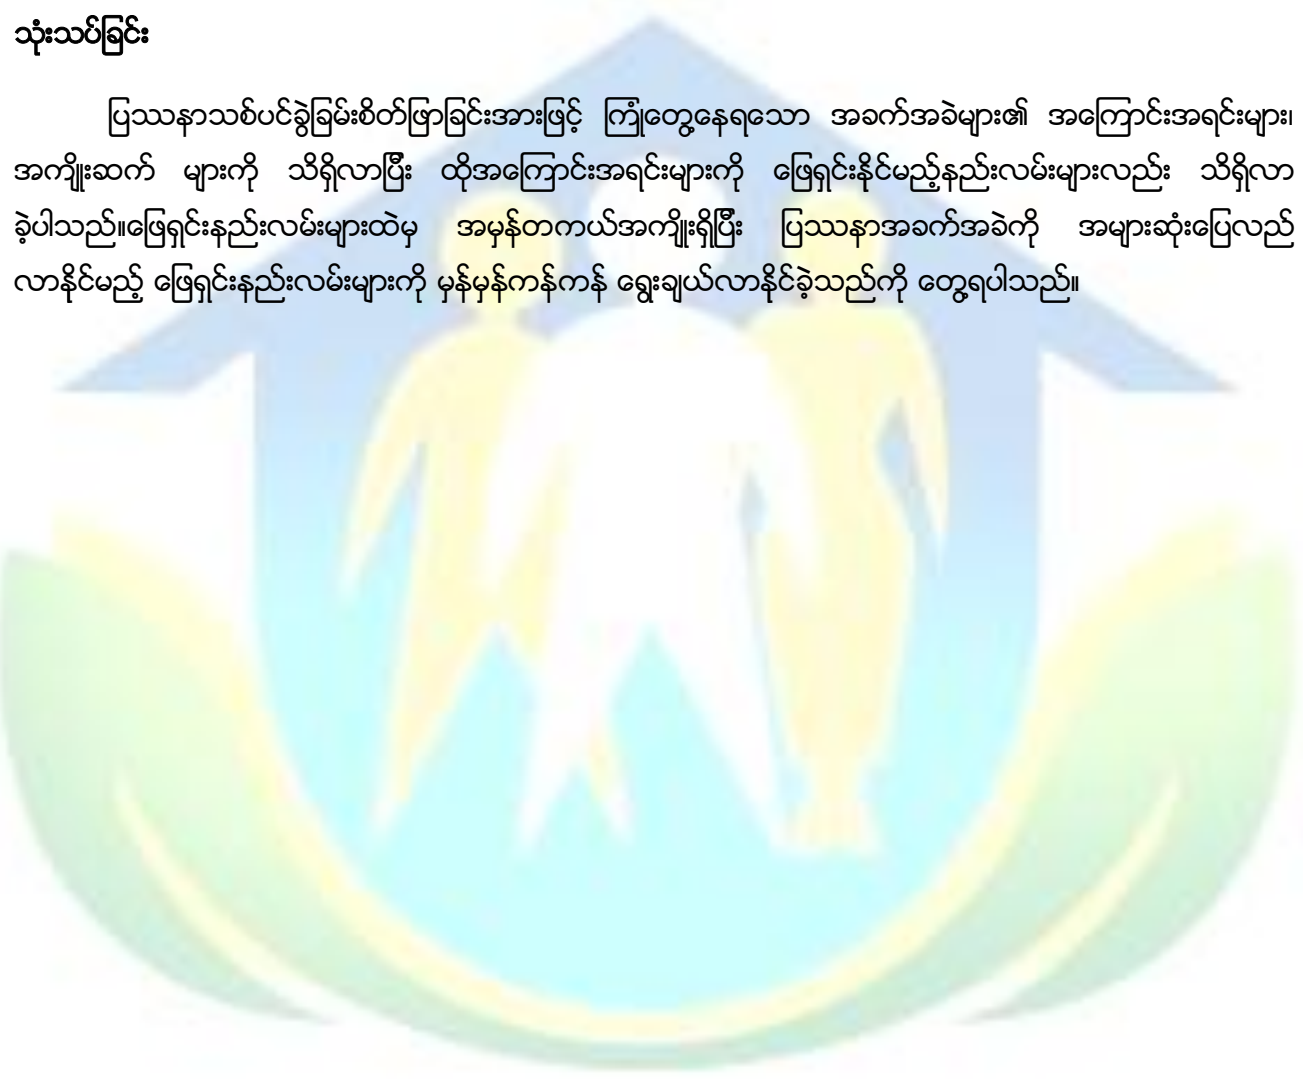 သုံးသပ်ခြင်း
ပြဿနာသစ်ပင်ခွဲခြမ်းစိတ်ဖြာခြင်းအားဖြင့် ကြုံတွေ့နေရသော အခက်အခဲများ၏ အကြောင်းအရင်းများ၊
အကျိုးဆက် များကို သိရှိလာပြီး ထိုအကြောင်းအရင်းများကို ဖြေရှင်းနိုင်မည့်နည်းလမ်းများလည်း သိရှိလာ
ခဲ့ပါသည်။ဖြေရှင်းနည်းလမ်းများထဲမှ အမှန်တကယ်အကျိုးရှိပြီး ပြဿနာအခက်အခဲကို အများဆုံးပြေလည်
လာနိုင်မည့် ဖြေရှင်းနည်းလမ်းများကို မှန်မှန်ကန်ကန် ရွေးချယ်လာနိုင်ခဲ့သည်ကို တွေ့ရပါသည်။